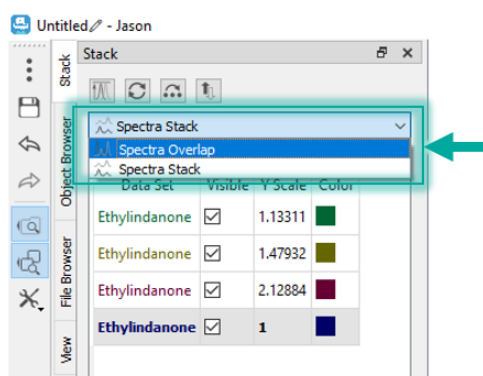 Untitled - Jason
Stack
Stack
Object Browser
File Browser
View
Spectra Stack
Spectra Overlap
Spectra Stack
Data Set Visible Y Scale Color
Ethylindanone 1.13311
Ethylindanone 1.47932
Ethylindanone 2.12884
Ethylindanone 1